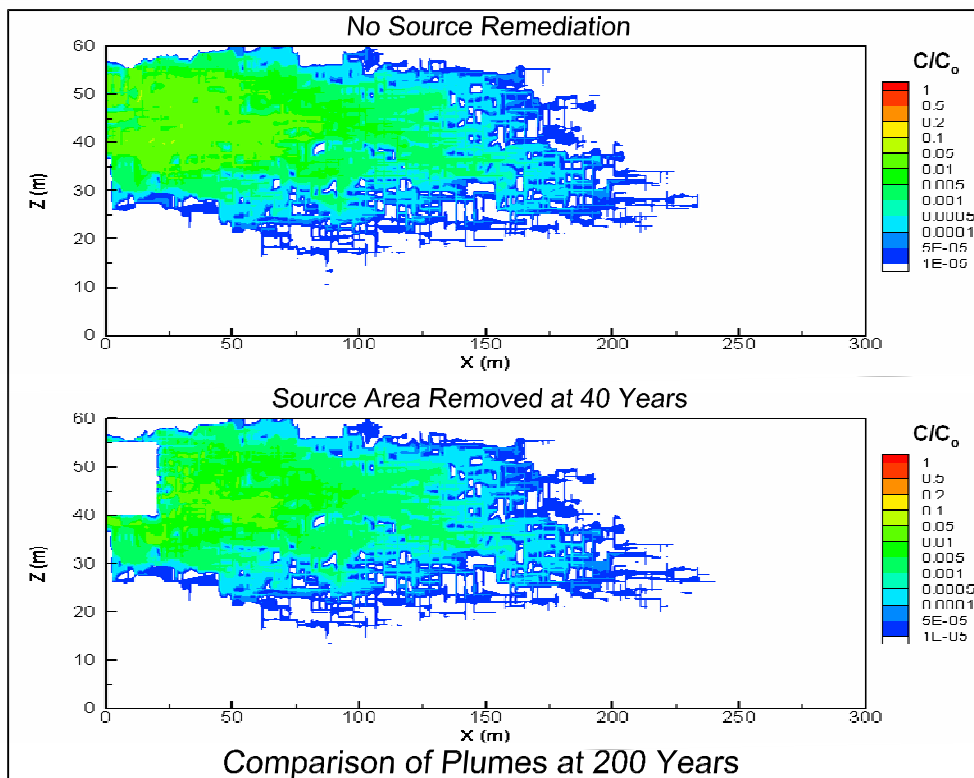 No Source Remediation
60
50
40
30
20
10
0
Z (m)
0 50 100 150 200 250 300
X (m)
C/Co
1
0.5
0.2
0.1
0.05
0.01
0.005
0.001
0.0005
0.0001
5E-05
1E-05
Source Area Removed at 40 Years
60
50
40
30
20
10
0
Z (m)
0 50 100 150 200 250 300
X (m)
C/Co
1
0.5
0.2
0.1
0.05
0.01
0.005
0.001
0.0005
0.0001
5E-05
1E-05
Comparison of Plumes at 200 Years